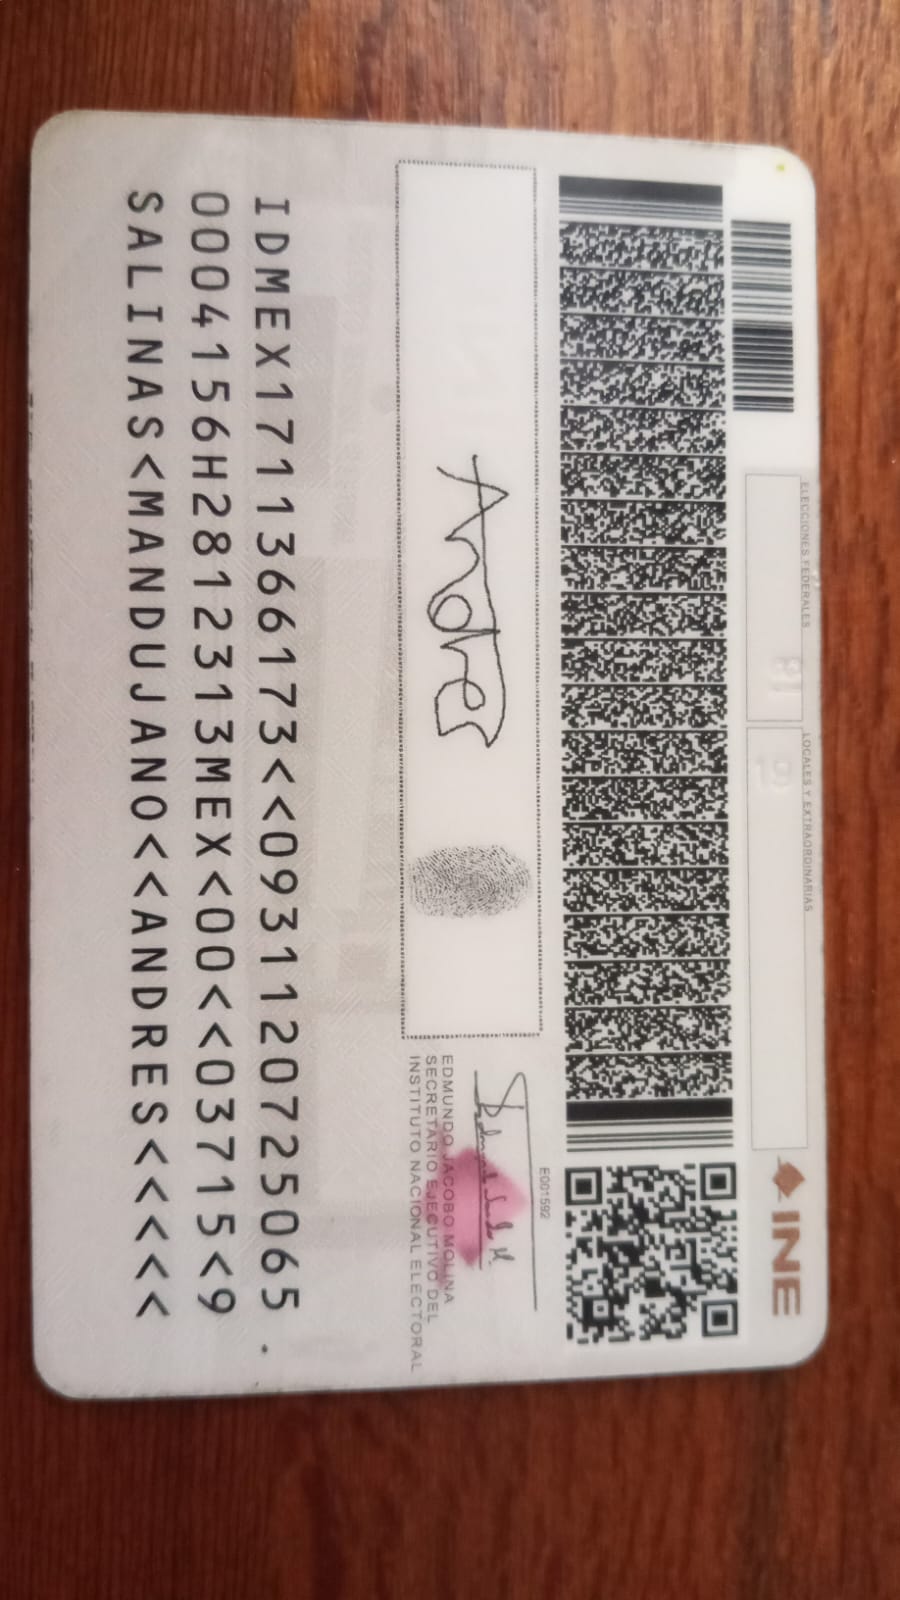 ELECCIONES FEDERALES
LOCALES Y EXTRAORDINARIAS
19
INE
Andres
E001592
EDMUNDO JACOBO MOLINA
SECRETARIO EJECUTIVO DEL
INSTITUTO NACIONAL ELECTORAL
IDMEX1711366173<<0931120725065
0004156H2812313MEX<00<<03715<9
SALINAS<MANDUJANO<<ANDRES<<<<<